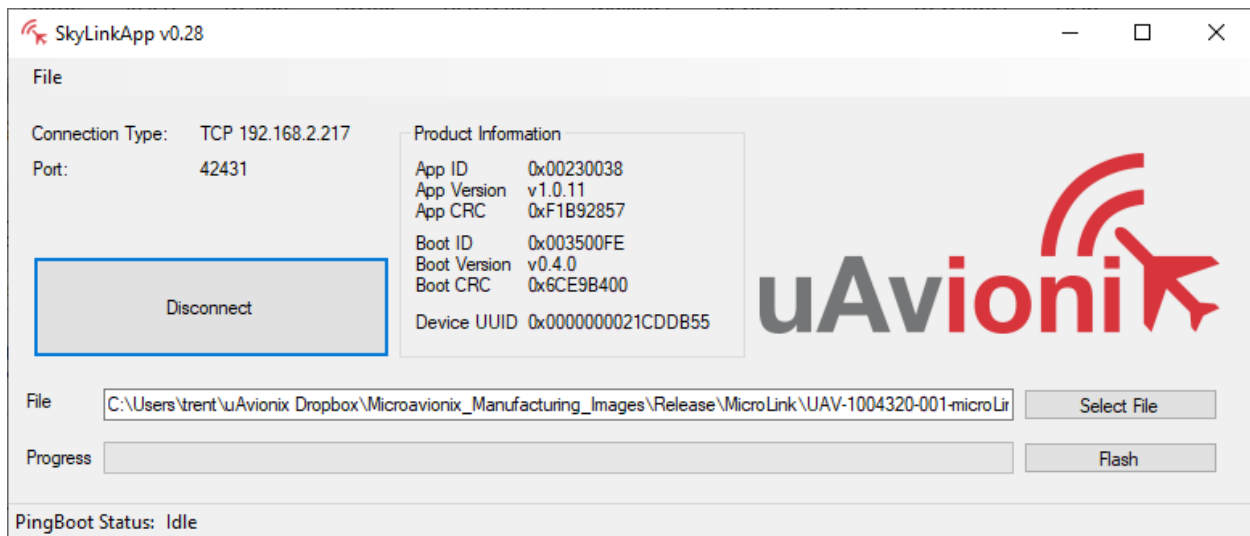 SkyLinkApp v0.28
File
Connection Type: TCP 192.168.2.217
Port: 42431
Disconnect
Product Information
App ID 0x00230038
App Version v1.0.11
App CRC 0xF1B92857
Boot ID 0x003500FE
Boot Version v0.4.0
Boot CRC 0x6CE9B400
Device UUID 0x0000000021CDDB55
uAvionix
File C:\Users\trent\uAvionix Dropbox\Microavionix_Manufacturing_Images\Release\MicroLink\UAV-1004320-001-microLin Select File
Progress Flash
PingBoot Status: Idle